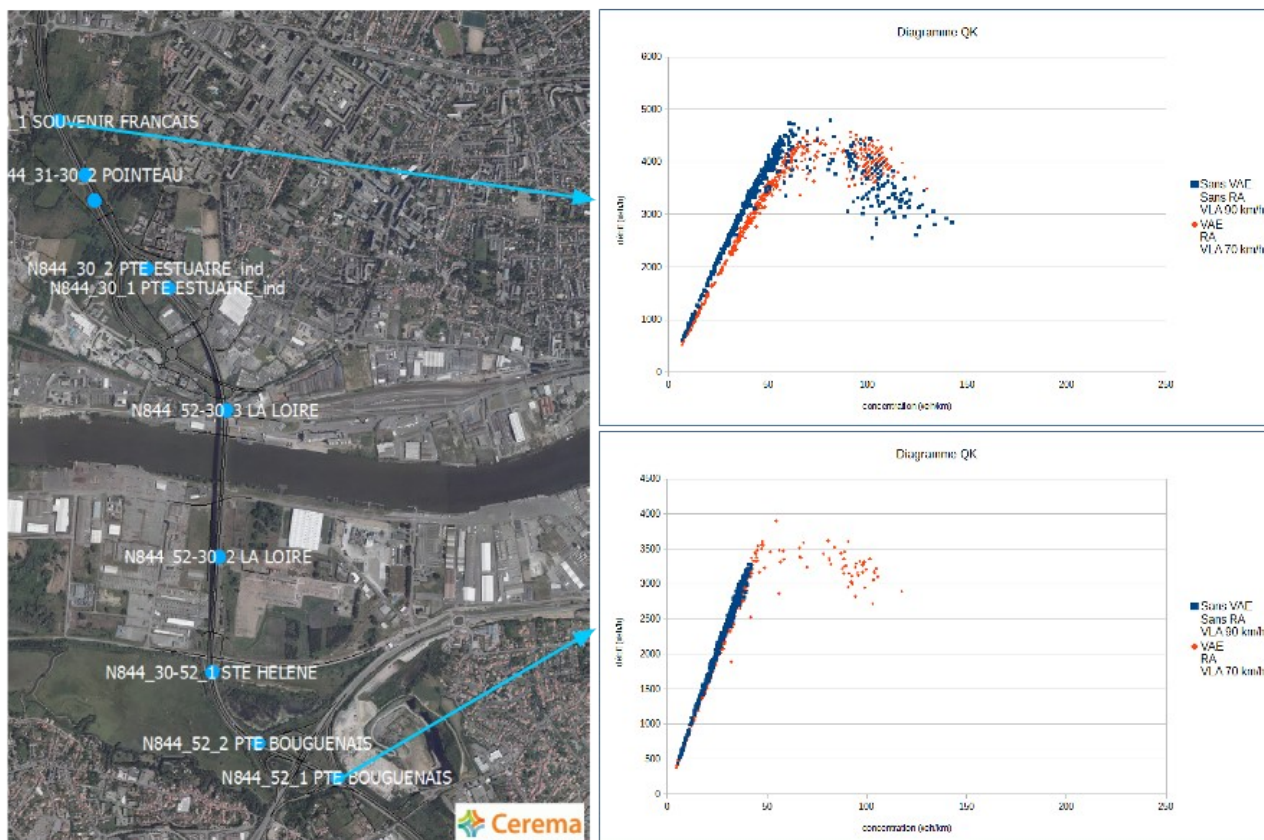 _1 SOUVENIR FRANCAIS
44_31-30_2 POINTEAU
N844_30_2 PTE ESTUAIRE_ind
N844_30_1 PTE ESTUAIRE_ind
N844_52-30_3 LA LOIRE
N844_52-30_2 LA LOIRE
N844_30-52_1 STE HELENE
N844_52_2 PTE BOUGUENAIS
N844_52_1 PTE BOUGUENAIS
Cerema
Diagramme QK
6000
5000
4000
3000
2000
1000
0
0 50 100 150 200 250
débit (veh/h)
concentration (veh/km)
Sans VAE
Sans RA
VLA 90 km/h
VAE
RA
VLA 70 km/h
Diagramme QK
4500
4000
3500
3000
2500
2000
1500
1000
500
0
0 50 100 150 200 250
débit (veh/h)
concentration (veh/km)
Sans VAE
Sans RA
VLA 90 km/h
VAE
RA
VLA 70 km/h